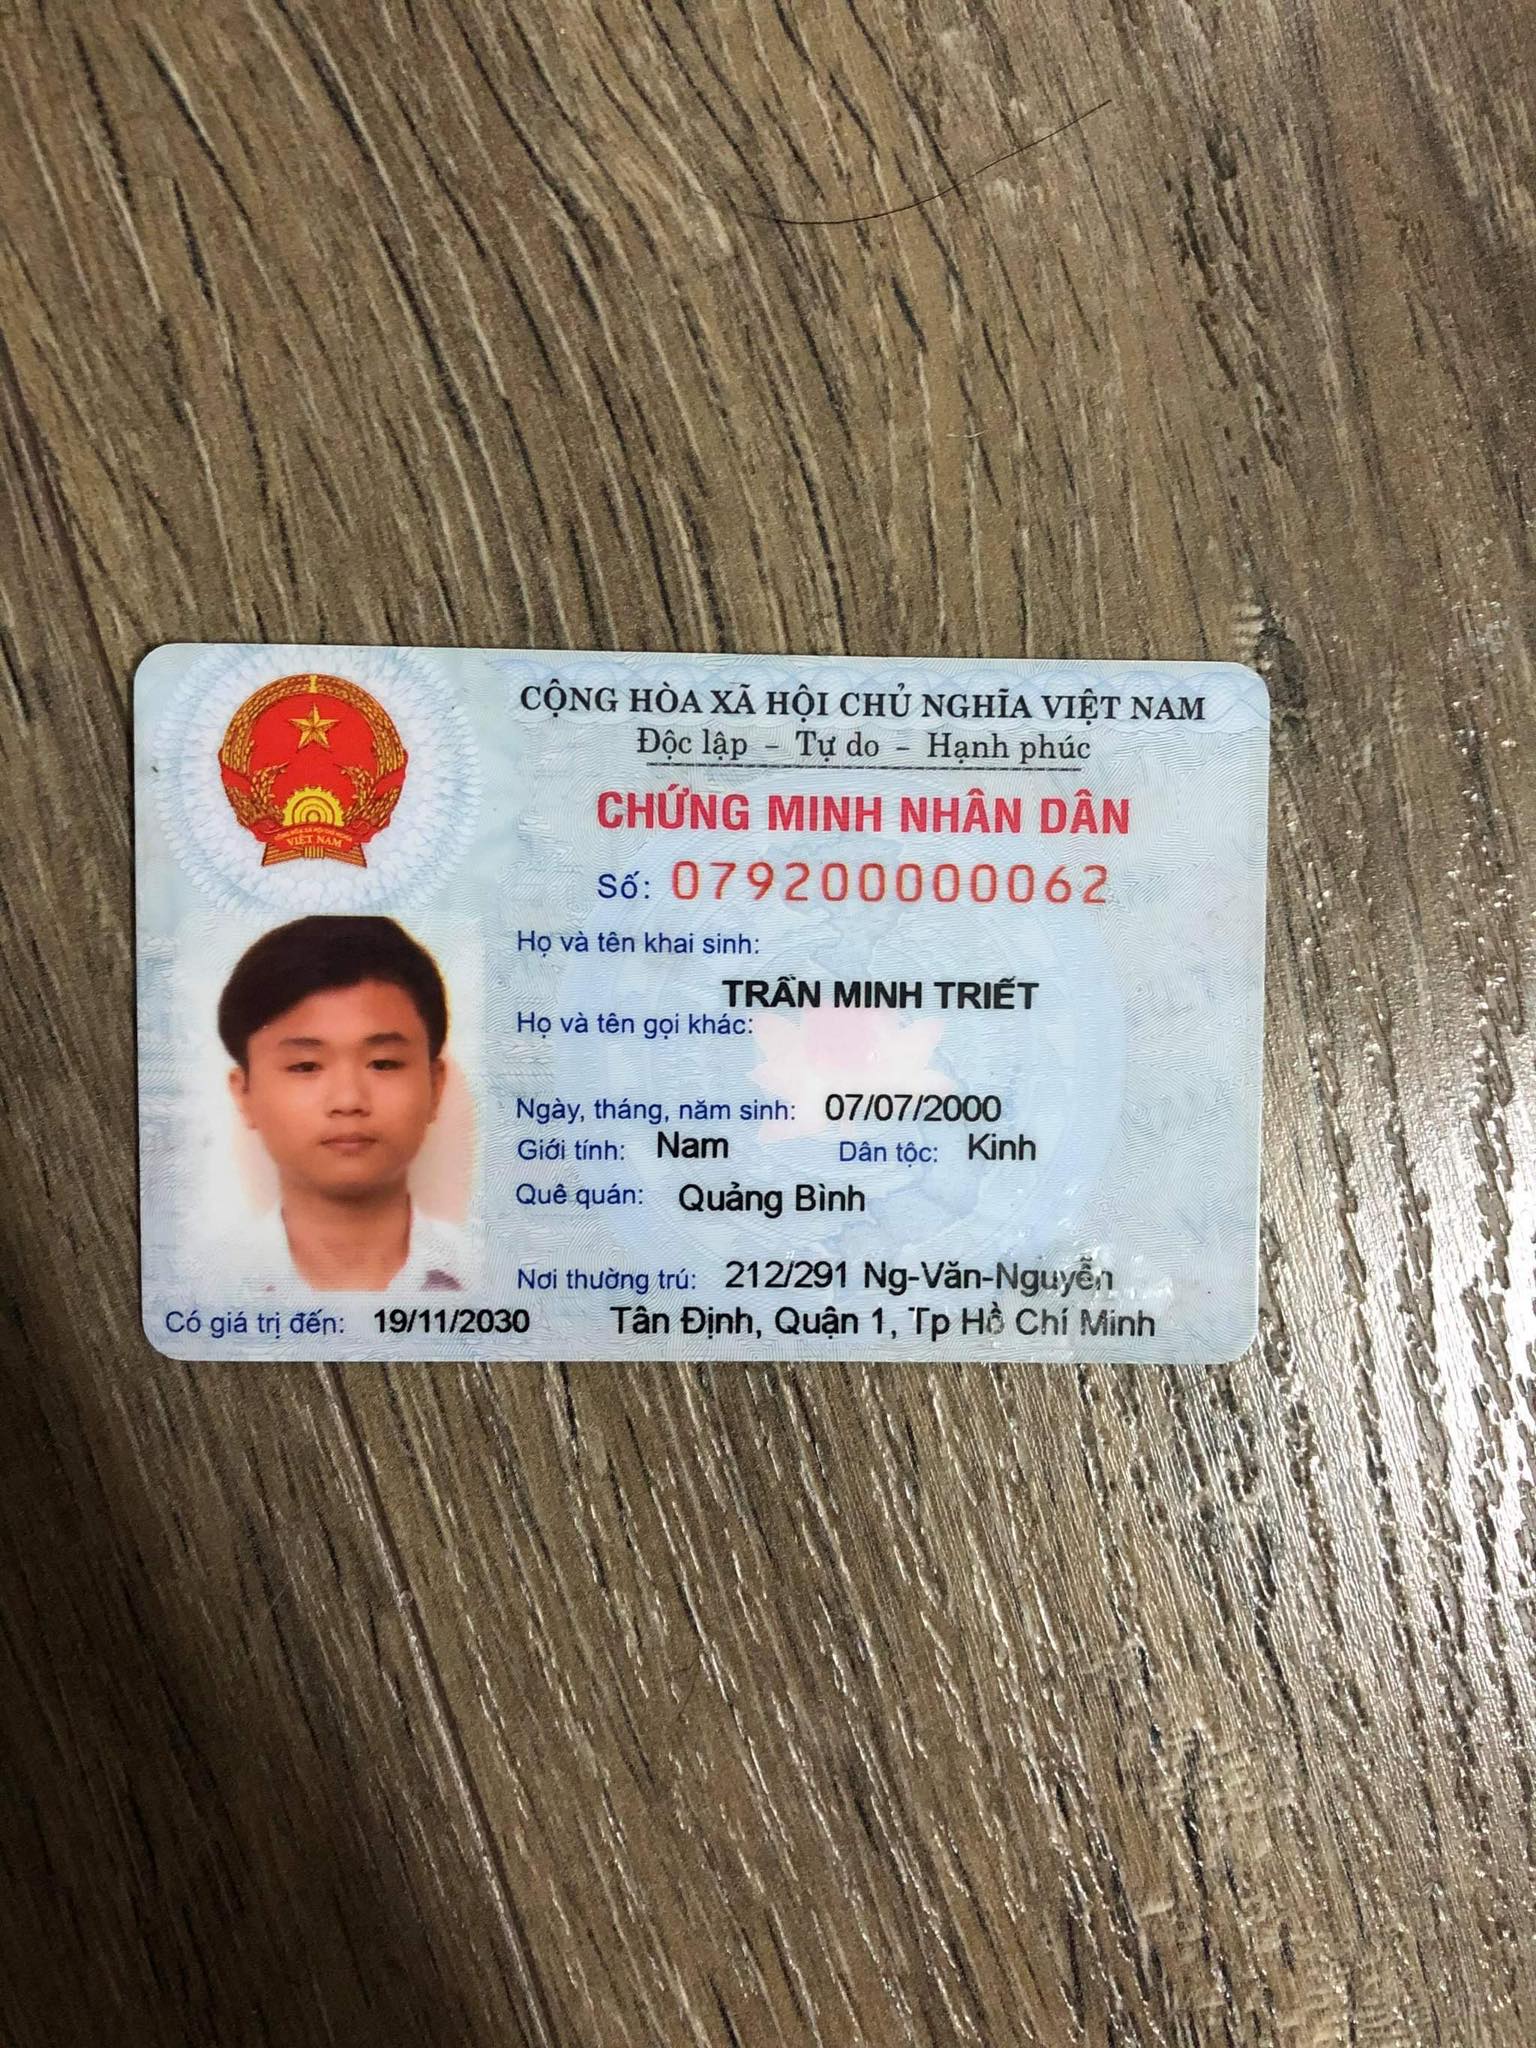 CỘNG HÒA XÃ HỘI CHỦ NGHĨA VIỆT NAM
Độc lập – Tự do – Hạnh phúc
CHỨNG MINH NHÂN DÂN
Số: 079200000062
VIỆT NAM
Họ và tên khai sinh:
TRẦN MINH TRIẾT
Họ và tên gọi khác:
Ngày, tháng, năm sinh: 07/07/2000
Giới tính: Nam Dân tộc: Kinh
Quê quán: Quảng Bình
Nơi thường trú: 212/291 Ng-Văn-Nguyễn
Có giá trị đến: 19/11/2030 Tân Định, Quận 1, Tp Hồ Chí Minh